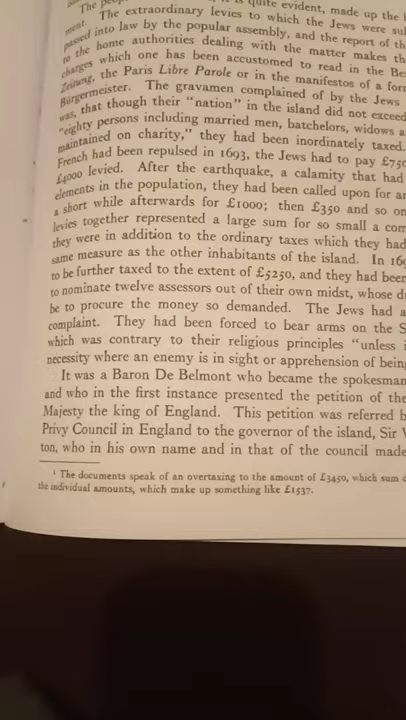 The
is quite evident, made up the
ment. The extraordinary levies to which the Jews were
passed into law by the popular assembly, and the report of th
to the home authorities dealing with the matter makes th
charges which one has been accustomed to read in the Be
Zeitung, the Paris Libre Parole or in the manifestos of a for
Bürgermeister. The gravamen complained of by the Jews
was, that though their "nation" in the island did not exceed
"eighty persons including married men, batchelors, widows a
maintained on charity," they had been inordinately taxed.
French had been repulsed in 1693, the Jews had to pay £750
£4000 levied. After the earthquake, a calamity that had
elements in the population, they had been called upon for an
a short while afterwards for £1000; then £350 and so on
levies together represented a large sum for so small a com
they were in addition to the ordinary taxes which they had
same measure as the other inhabitants of the island. In 169
to be further taxed to the extent of £5250, and they had been
to nominate twelve assessors out of their own midst, whose du
be to procure the money so demanded. The Jews had a
complaint. They had been forced to bear arms on the S
which was contrary to their religious principles "unless i
necessity where an enemy is in sight or apprehension of being
It was a Baron De Belmont who became the spokesman
and who in the first instance presented the petition of the
Majesty the king of England. This petition was referred b
Privy Council in England to the governor of the island, Sir W
ton, who in his own name and in that of the council made
¹ The documents speak of an overtaxing to the amount of £3450, which sum d
the individual amounts, which make up something like £1537.